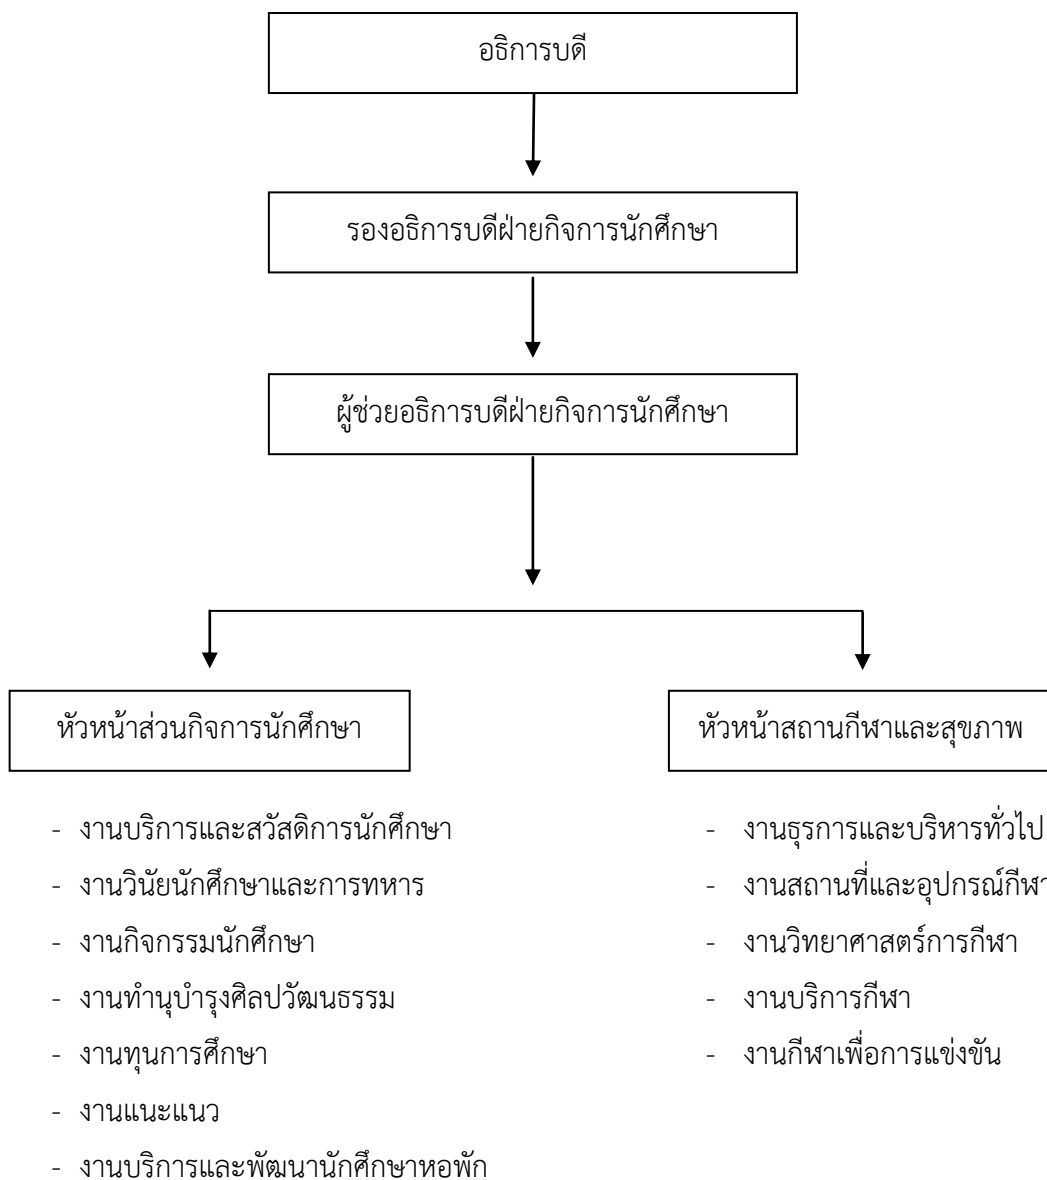 อธิการบดี
รองอธิการบดีฝ่ายกิจการนักศึกษา
ผู้ช่วยอธิการบดีฝ่ายกิจการนักศึกษา
หัวหน้าส่วนกิจการนักศึกษา
- งานบริการและสวัสดิการนักศึกษา
- งานวินัยนักศึกษาและการทหาร
- งานกิจกรรมนักศึกษา
- งานทำนุบำรุงศิลปวัฒนธรรม
- งานทุนการศึกษา
- งานแนะแนว
- งานบริการและพัฒนานักศึกษาหอพัก
หัวหน้าสถานกีฬาและสุขภาพ
- งานธุรการและบริหารทั่วไป
- งานสถานที่และอุปกรณ์กีฬา
- งานวิทยาศาสตร์การกีฬา
- งานบริการกีฬา
- งานกีฬาเพื่อการแข่งขัน